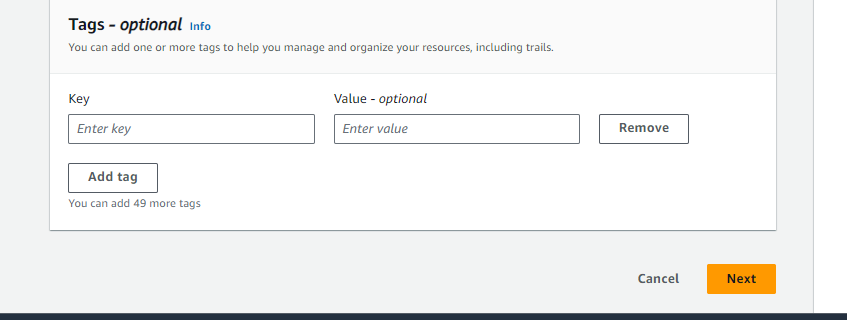 Tags - optional Info
You can add one or more tags to help you manage and organize your resources, including trails.
Key
Value - optional
Enter key
Enter value
Remove
Add tag
You can add 49 more tags
Cancel
Next